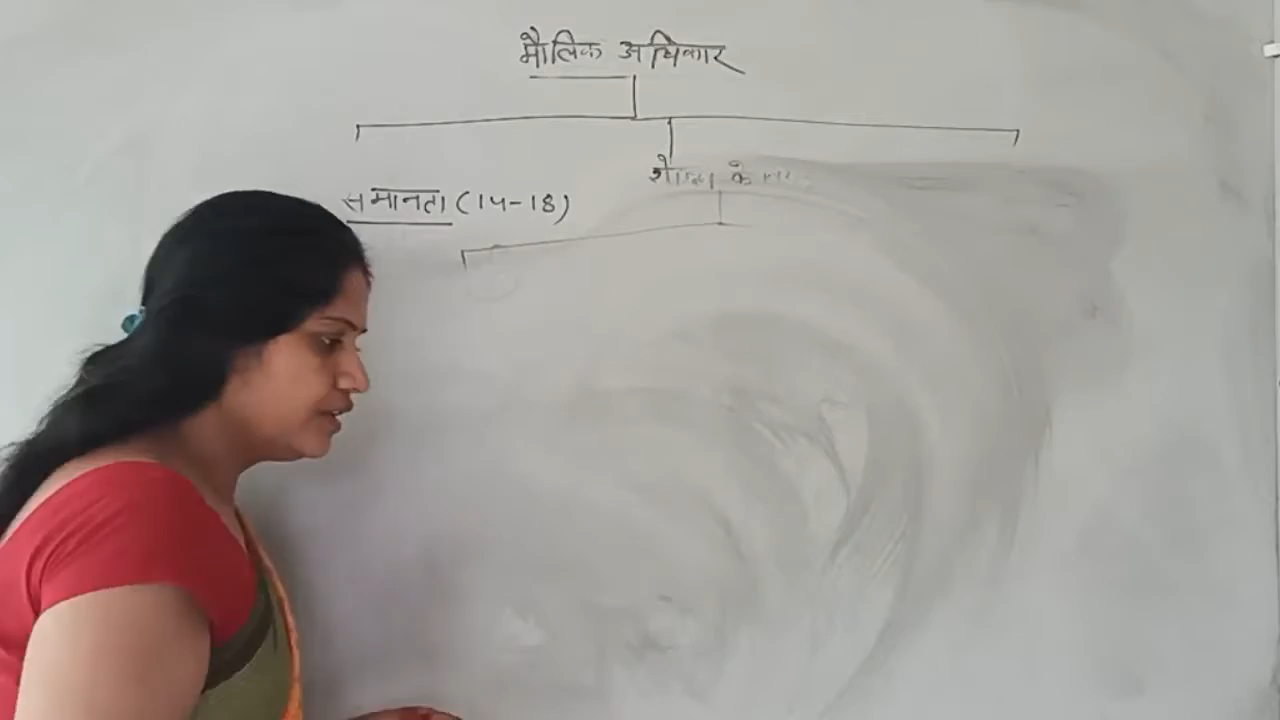 मौलिक अधिकार
समानता (14-18)
के